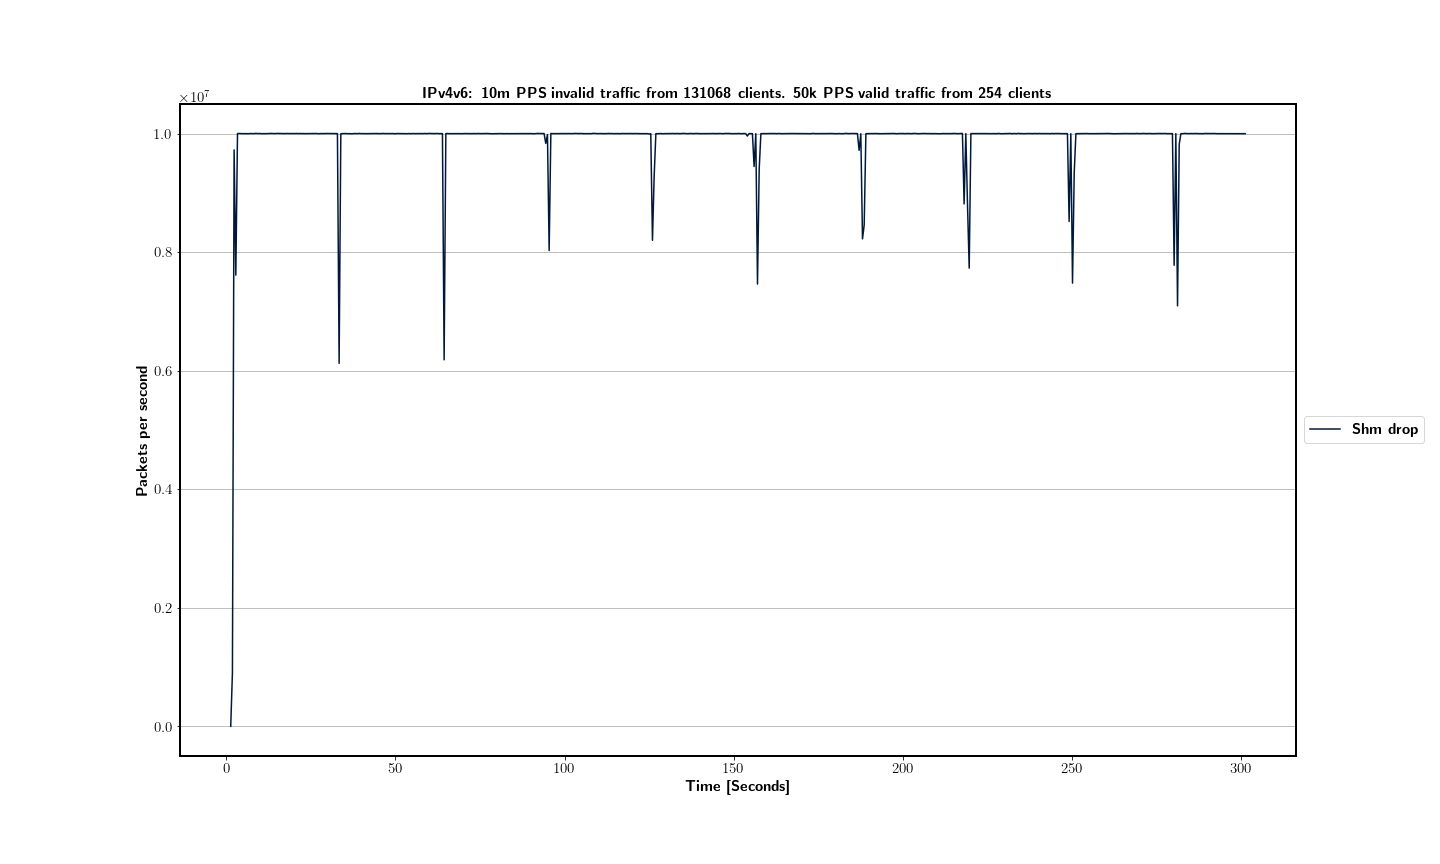 IPv4v6: 10m PPS invalid traffic from 131068 clients. 50k PPS valid traffic from 254 clients
×10⁷
1.0
0.8
0.6
0.4
0.2
0.0
Packets per second
0 50 100 150 200 250 300
Time [Seconds]
Shm drop